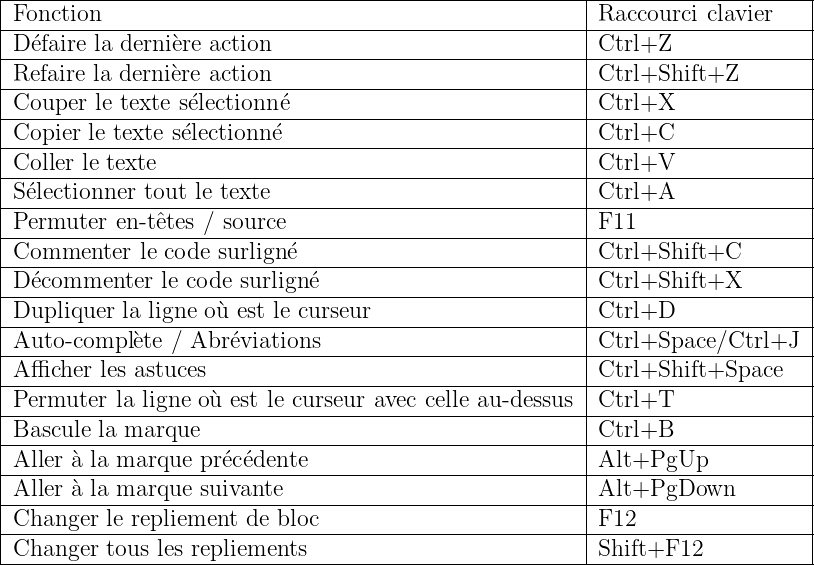 Fonction Raccourci clavier
Défaire la dernière action Ctrl+Z
Refaire la dernière action Ctrl+Shift+Z
Couper le texte sélectionné Ctrl+X
Copier le texte sélectionné Ctrl+C
Coller le texte Ctrl+V
Sélectionner tout le texte Ctrl+A
Permuter en-têtes / source F11
Commenter le code surligné Ctrl+Shift+C
Décommenter le code surligné Ctrl+Shift+X
Dupliquer la ligne où est le curseur Ctrl+D
Auto-complète / Abréviations Ctrl+Space/Ctrl+J
Afficher les astuces Ctrl+Shift+Space
Permuter la ligne où est le curseur avec celle au-dessus Ctrl+T
Bascule la marque Ctrl+B
Aller à la marque précédente Alt+PgUp
Aller à la marque suivante Alt+PgDown
Changer le repliement de bloc F12
Changer tous les repliements Shift+F12